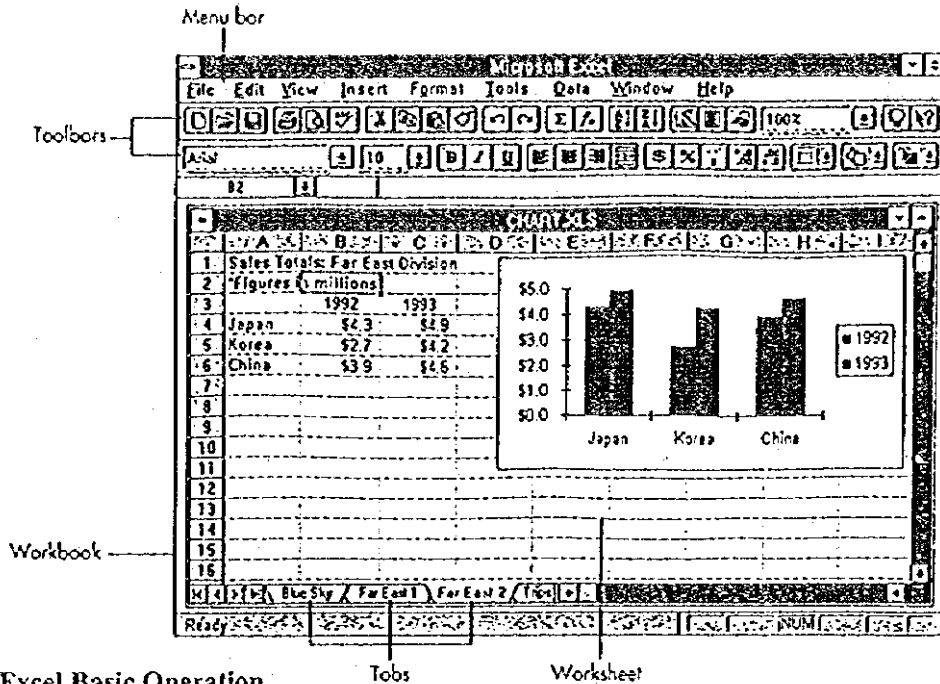 Menu bar
Microsoft Excel
File Edit View Insert Format Tools Data Window Help
Toolbars
100%
Arial 10 B I U
B2
CHART.XLS
A B C D E F G H I
1 Sales Totals: Far East Division
2 *Figures in millions
3 1992 1993
4 Japan $4.3 $4.9
5 Korea $2.7 $4.2
6 China $3.9 $4.6
7
8
9
10
11
12
13
14
15
16
$5.0
$4.0
$3.0
$2.0
$1.0
$0.0
Japan Korea China
1992
1993
Workbook
Blue Sky Far East 1 Far East 2
Ready NUM
Tabs Worksheet
Excel Basic Operation